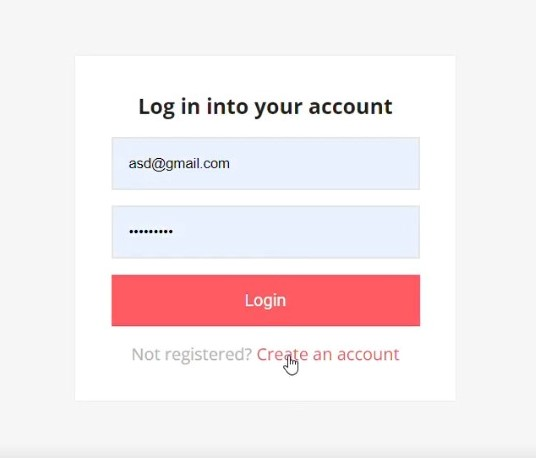 Log in into your account
asd@gmail.com
•••••••••
Login
Not registered? Create an account